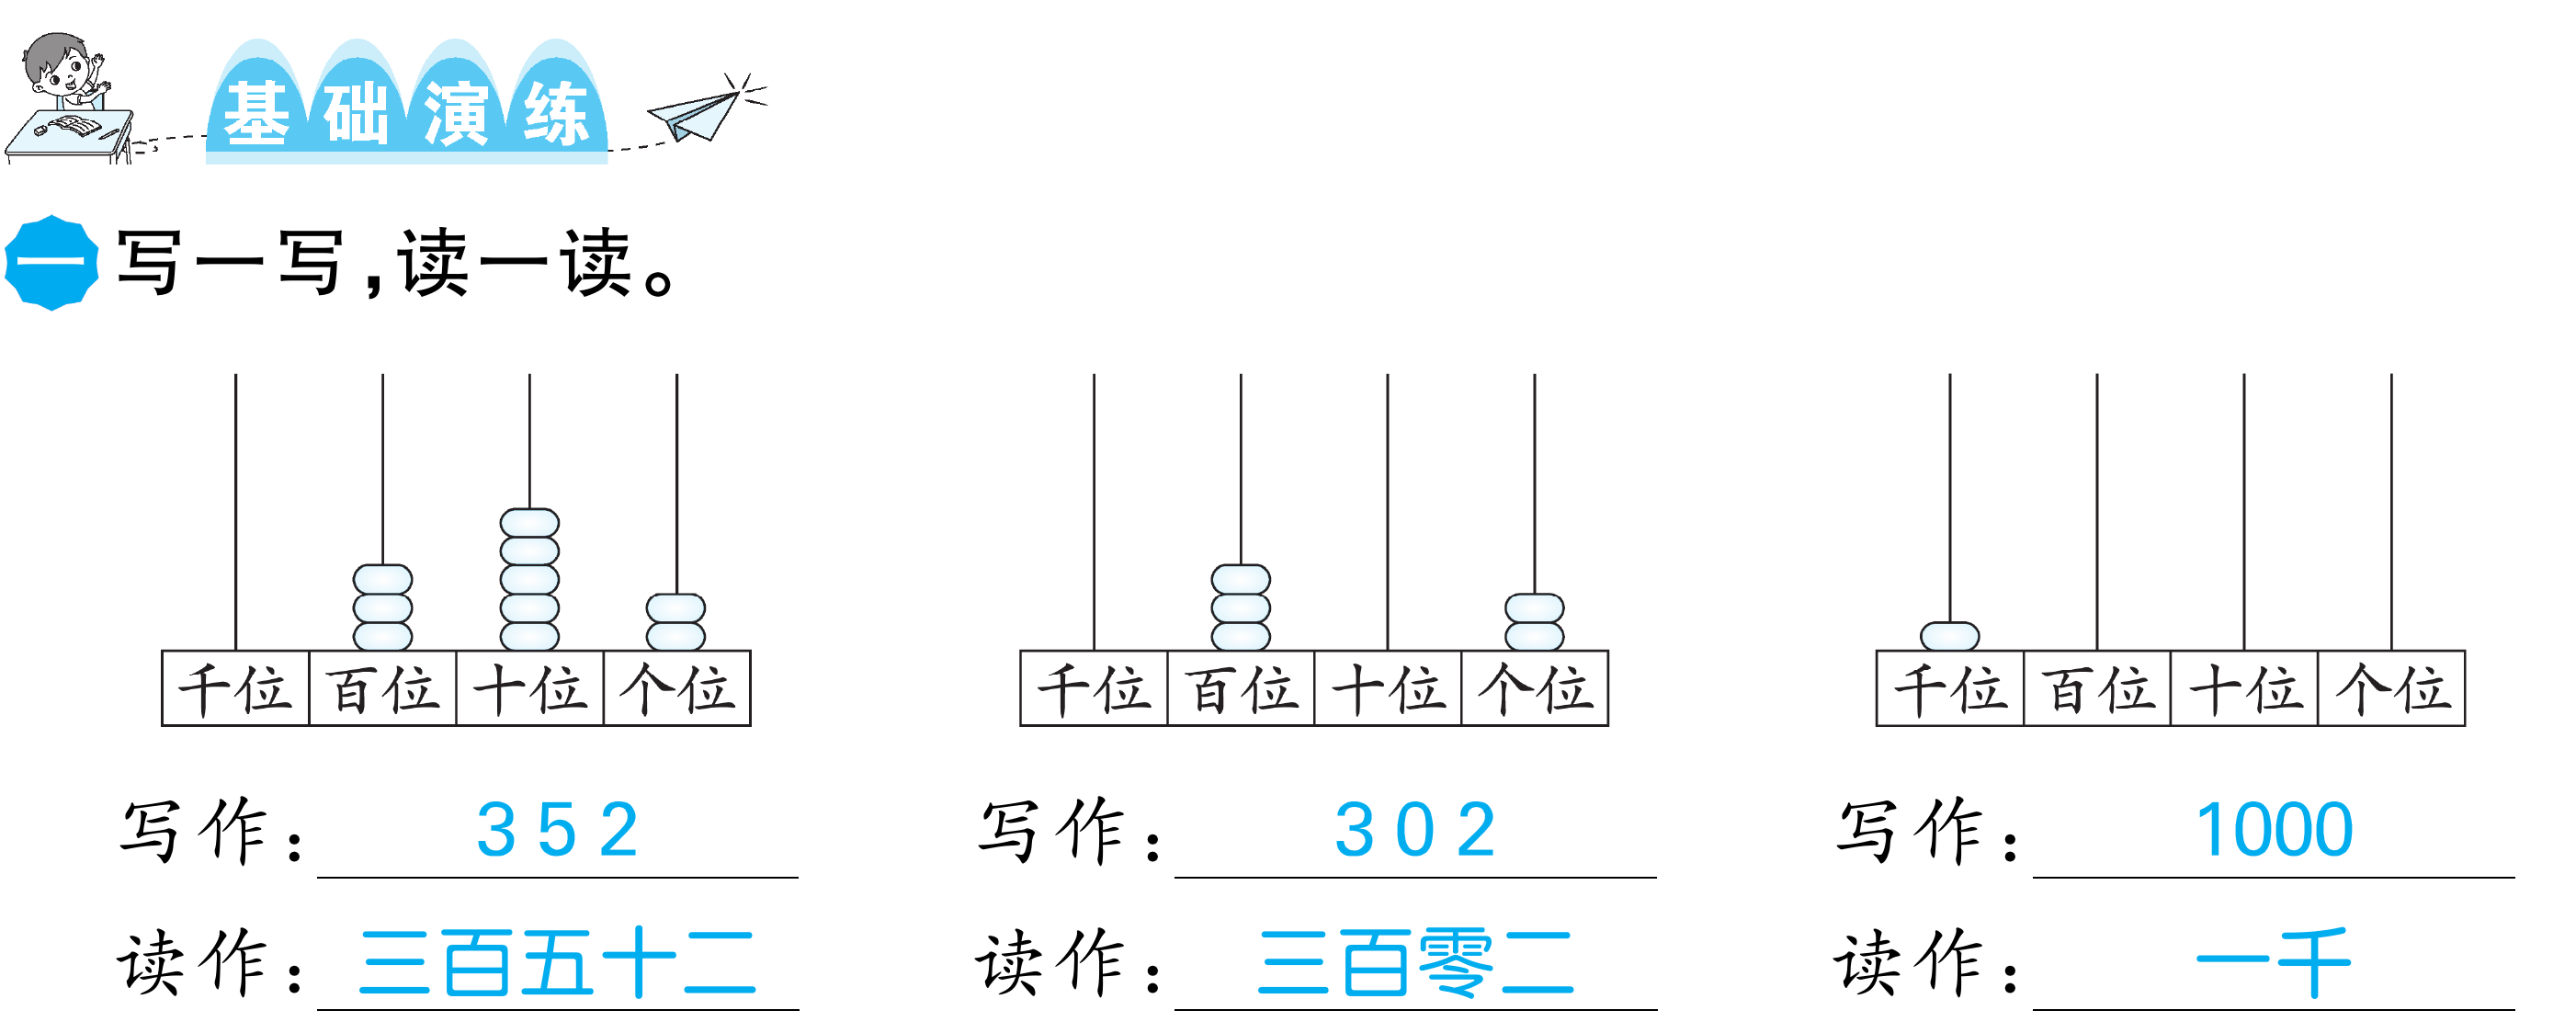 基础演练
一 写一写,读一读。
千位 百位 十位 个位 千位 百位 十位 个位 千位 百位 十位 个位
写作: 352 写作: 302 写作: 1000
读作: 三百五十二 读作: 三百零二 读作: 一千